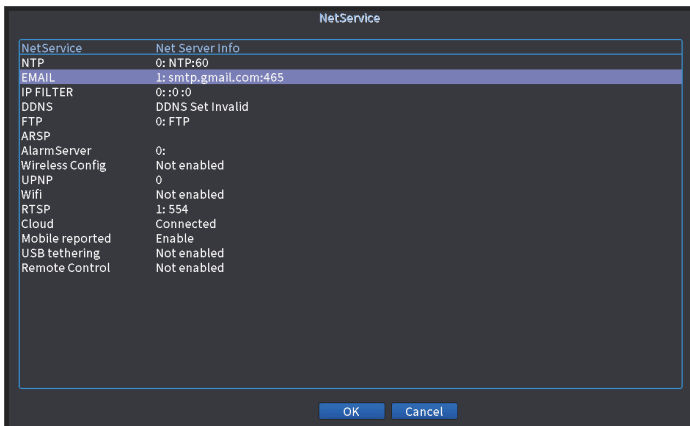 NetService
NetService Net Server Info
NTP 0: NTP:60
EMAIL 1: smtp.gmail.com:465
IP FILTER 0: :0 :0
DDNS DDNS Set Invalid
FTP 0: FTP
ARSP
AlarmServer 0:
Wireless Config Not enabled
UPNP 0
Wifi Not enabled
RTSP 1: 554
Cloud Connected
Mobile reported Enable
USB tethering Not enabled
Remote Control Not enabled
OK Cancel